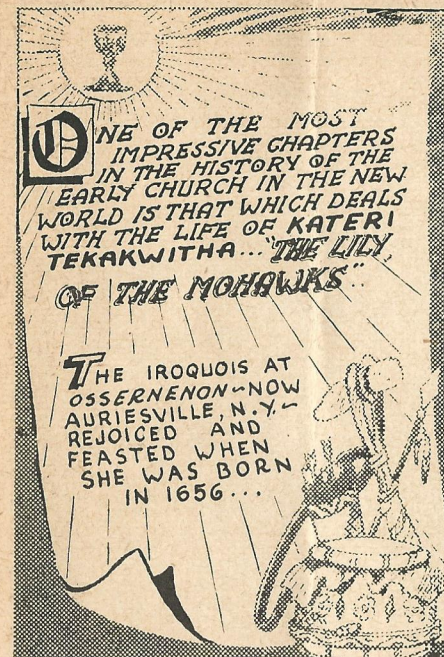 ONE OF THE MOST
IMPRESSIVE CHAPTERS
IN THE HISTORY OF THE
EARLY CHURCH IN THE NEW
WORLD IS THAT WHICH DEALS
WITH THE LIFE OF KATERI
TEKAKWITHA... "THE LILY
OF THE MOHAWKS"..
THE IROQUOIS AT
OSSERNENON~NOW
AURIESVILLE, N.Y.~
REJOICED AND
FEASTED WHEN
SHE WAS BORN
IN 1656...